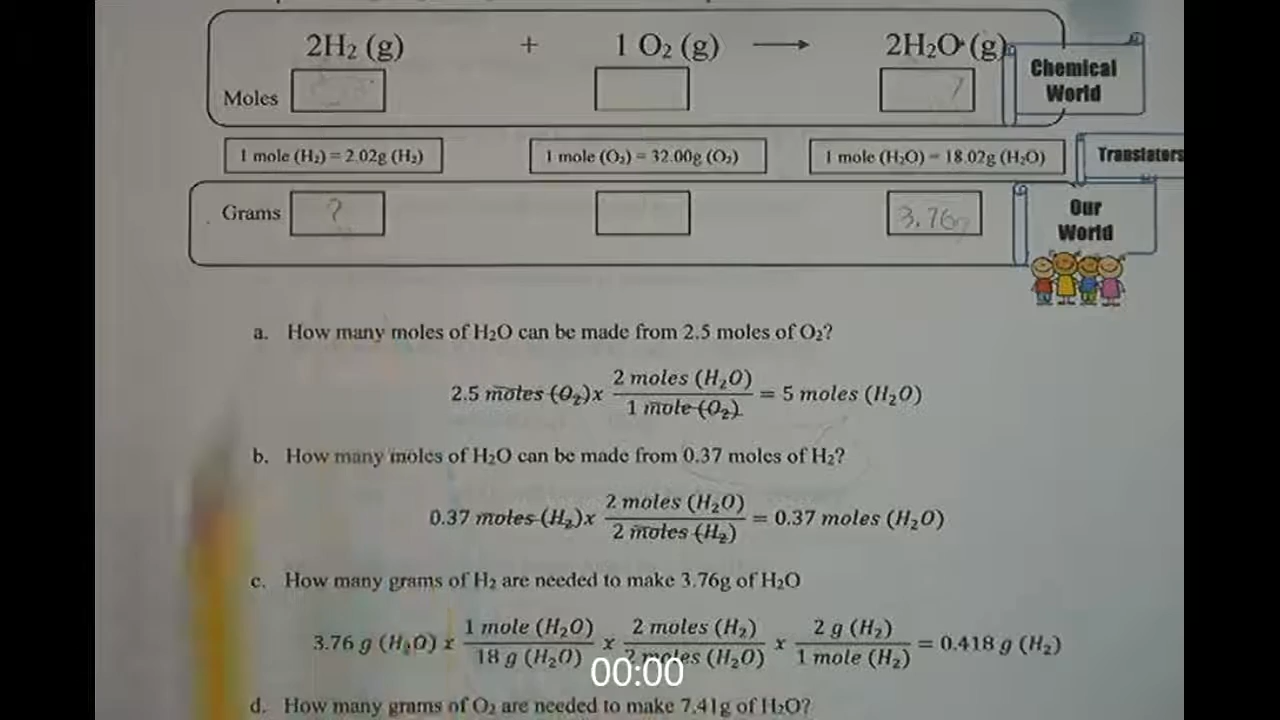 2H₂ (g) + 1 O₂ (g) → 2H₂O (g)
Chemical World
Moles ?
1 mole (H₂) = 2.02g (H₂) 1 mole (O₂) = 32.00g (O₂) 1 mole (H₂O) = 18.02g (H₂O) Translators
Grams ? 3.76g
Our World
a. How many moles of H₂O can be made from 2.5 moles of O₂?
2.5 moles (O₂)x 2 moles (H₂O) / 1 mole (O₂) = 5 moles (H₂O)
b. How many moles of H₂O can be made from 0.37 moles of H₂?
0.37 moles (H₂)x 2 moles (H₂O) / 2 moles (H₂) = 0.37 moles (H₂O)
c. How many grams of H₂ are needed to make 3.76g of H₂O
3.76 g (H₂O) x 1 mole (H₂O) / 18 g (H₂O) x 2 moles (H₂) / 2 moles (H₂O) x 2 g (H₂) / 1 mole (H₂) = 0.418 g (H₂)
00:00
d. How many grams of O₂ are needed to make 7.41g of H₂O?